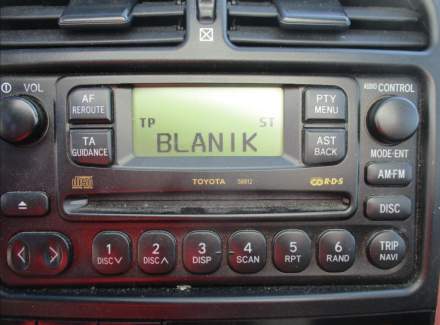 VOL
AF
REROUTE
TP
ST
PTY
MENU
AUDIO CONTROL
TA
GUIDANCE
BLANIK
AST
BACK
MODE·ENT
AM·FM
TOYOTA
R·D·S
DISC
1
DISC∨
2
DISC∧
3
DISP
4
SCAN
5
RPT
6
RAND
TRIP
NAVI